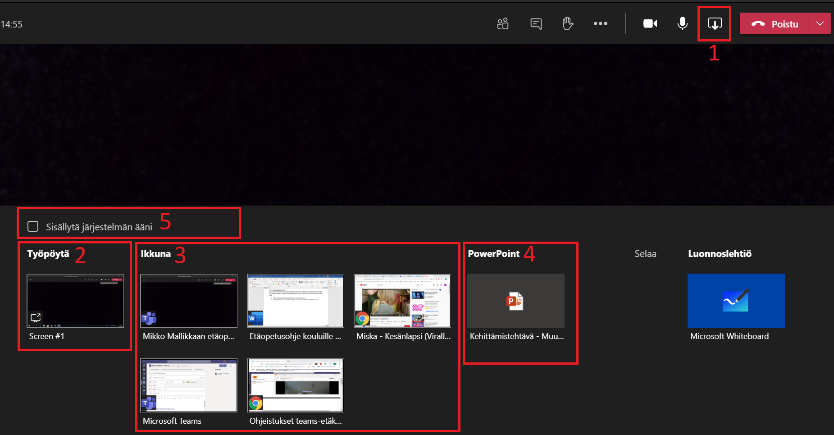 14:55
Poistu
1
Sisällytä järjestelmän ääni 5
Työpöytä 2
Ikkuna 3
PowerPoint 4
Selaa
Luonnoslehtiö
Screen #1
Mikko Mallikkaan etäop...
Etäopetusohje kouluille ...
Miska - Kesänlapsi (Virall...
Kehittämistehtävä - Muu...
Microsoft Whiteboard
Microsoft Teams
Ohjeistukset teams-etäk...